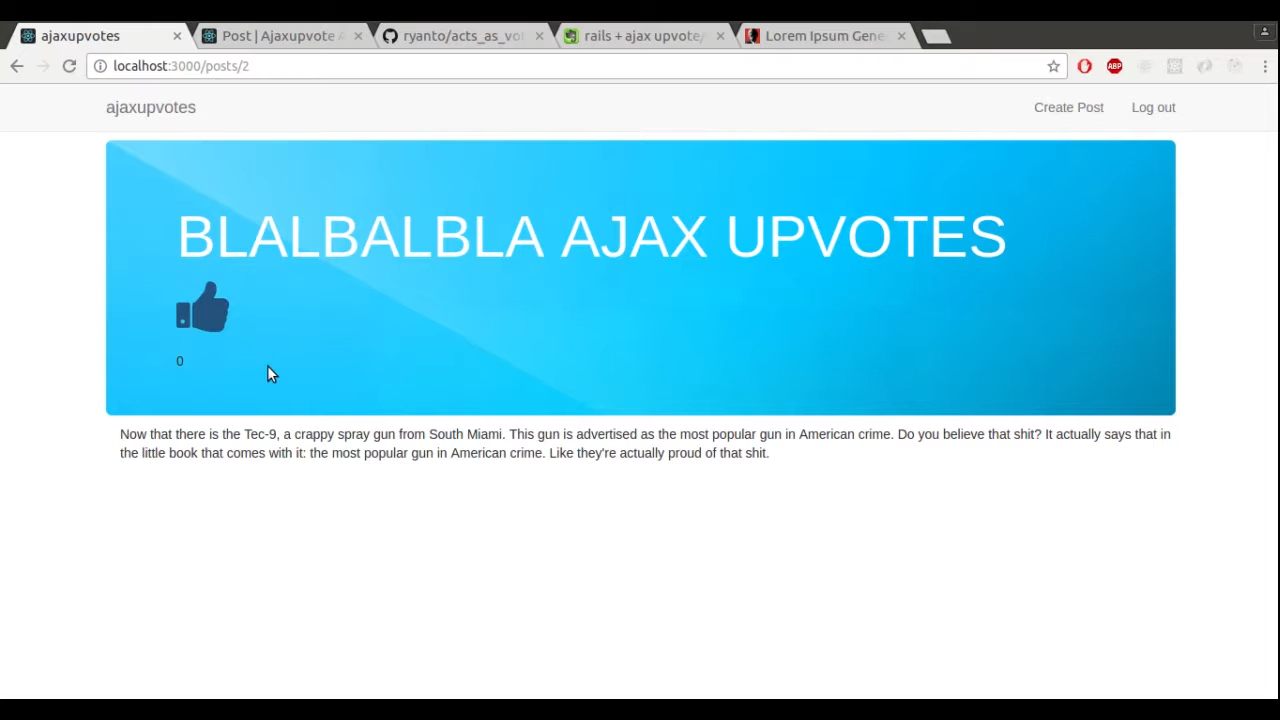 ajaxupvotes
Post | Ajaxupvote A
ryanto/acts_as_vot
rails + ajax upvote/
Lorem Ipsum Gene
localhost:3000/posts/2
ABP
ajaxupvotes
Create Post
Log out
BLALBALBLA AJAX UPVOTES
0
Now that there is the Tec-9, a crappy spray gun from South Miami. This gun is advertised as the most popular gun in American crime. Do you believe that shit? It actually says that in
the little book that comes with it: the most popular gun in American crime. Like they're actually proud of that shit.